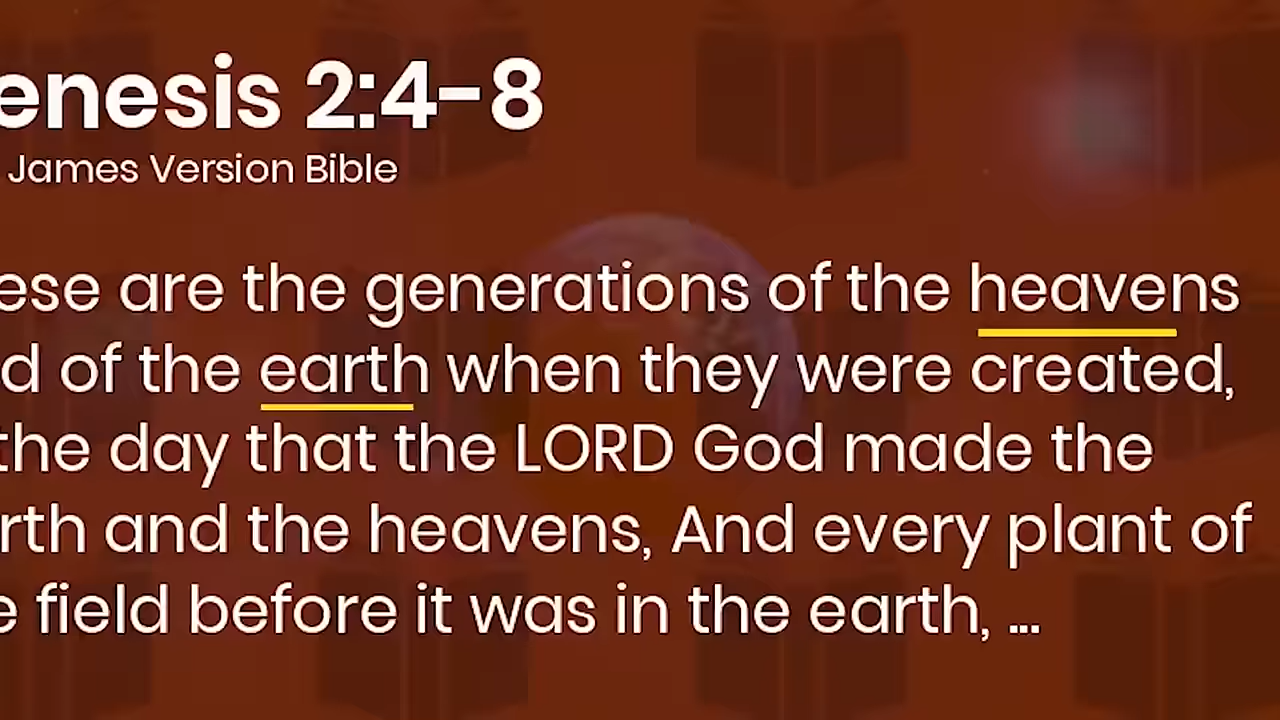 enesis 2:4-8
James Version Bible
ese are the generations of the heavens
d of the earth when they were created,
the day that the LORD God made the
rth and the heavens, And every plant of
e field before it was in the earth, ...